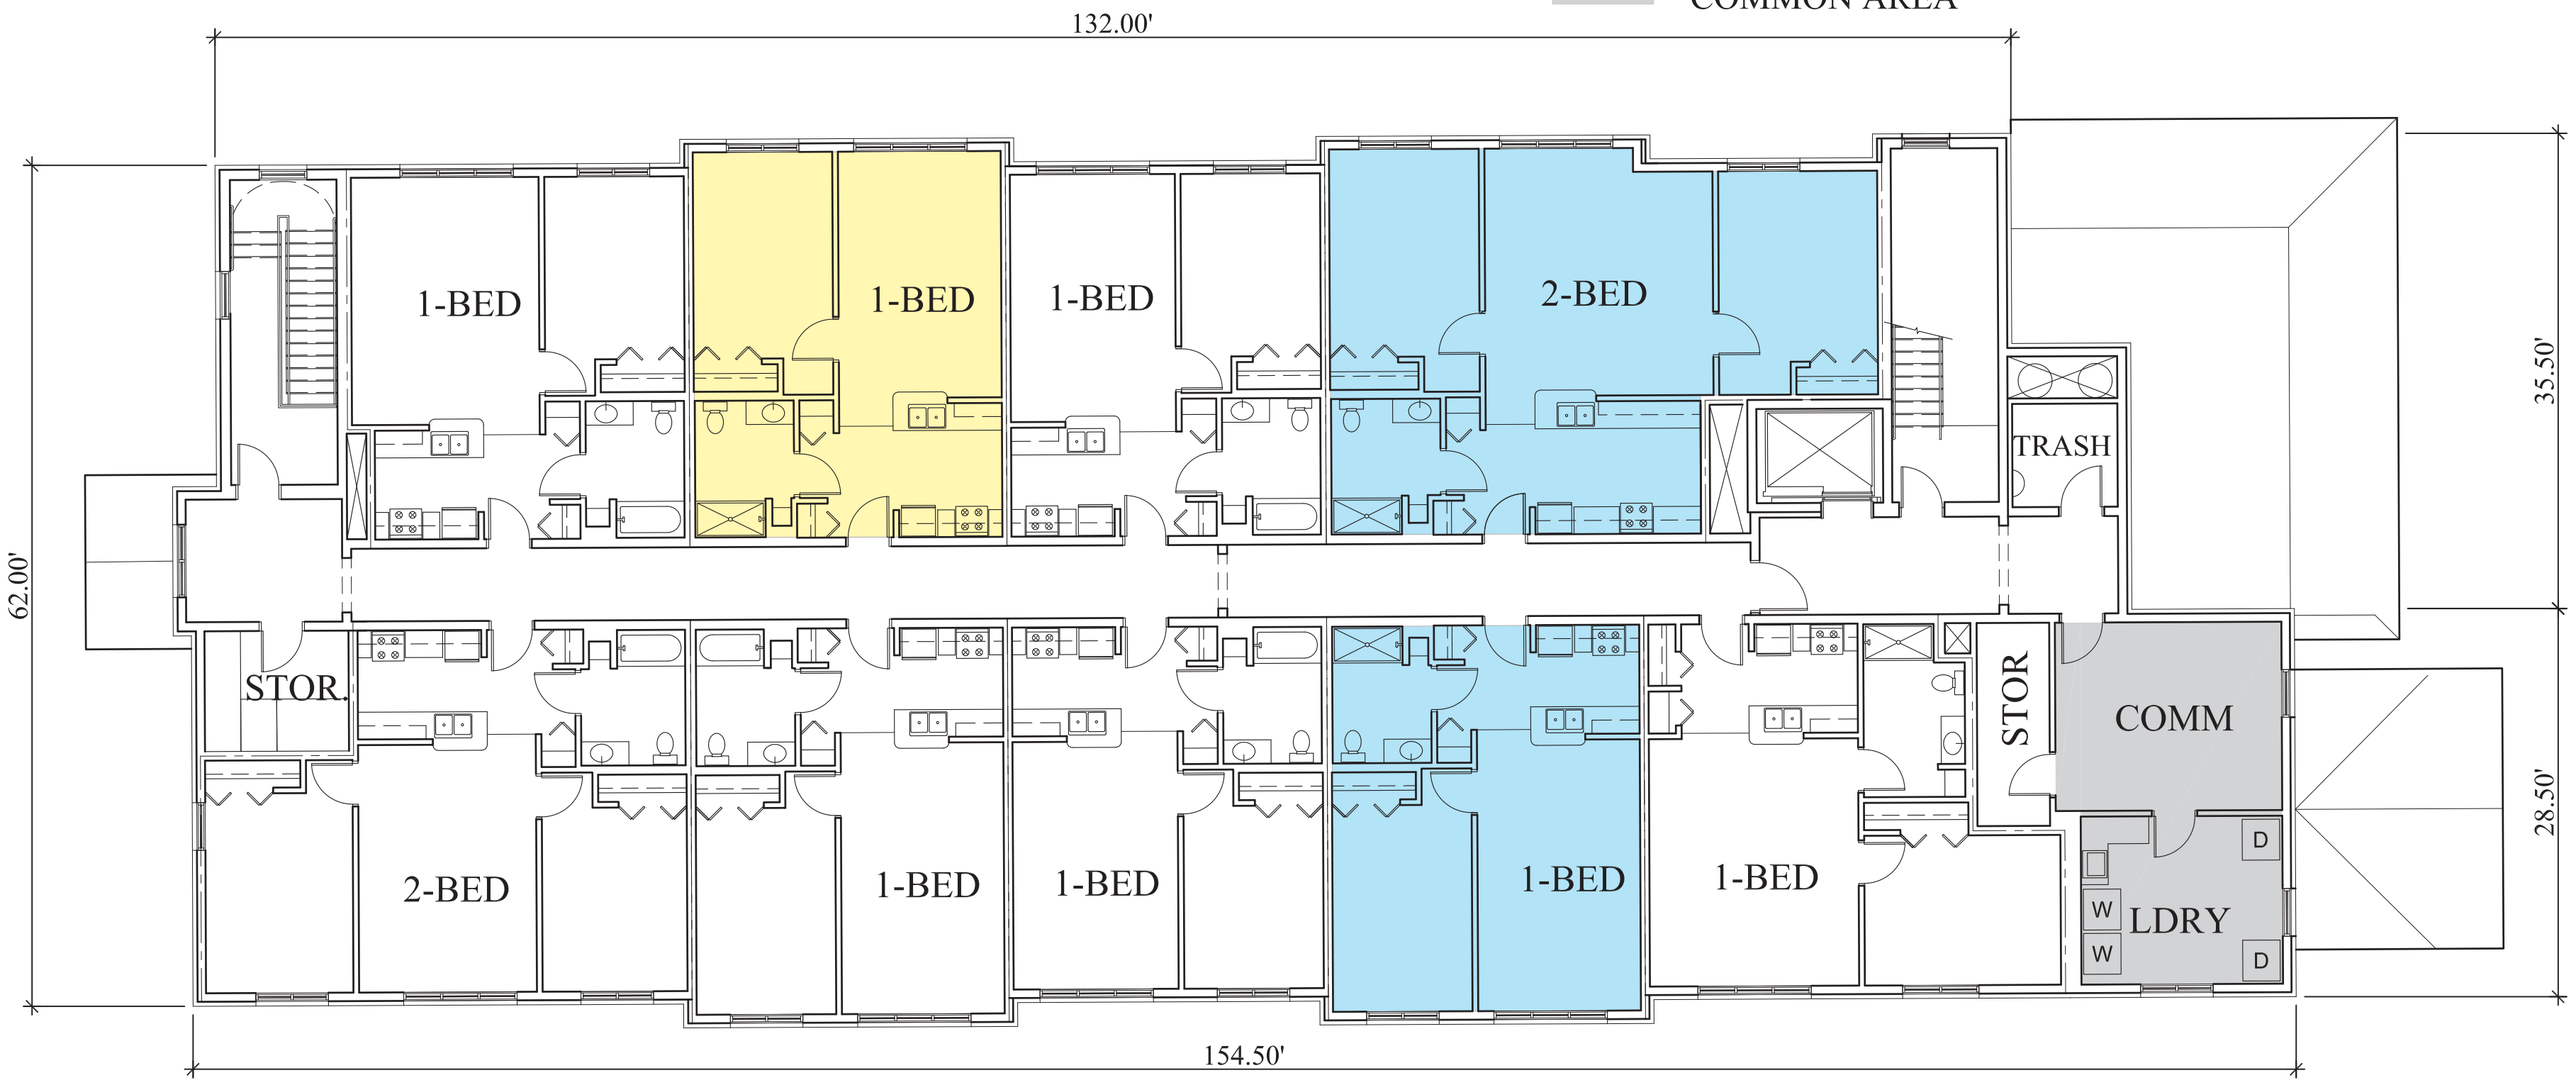 COMMON AREA
132.00'
1-BED
1-BED
1-BED
2-BED
TRASH
62.00'
35.50'
STOR.
STOR
COMM
2-BED
1-BED
1-BED
1-BED
1-BED
LDRY
D
W
W
D
28.50'
154.50'